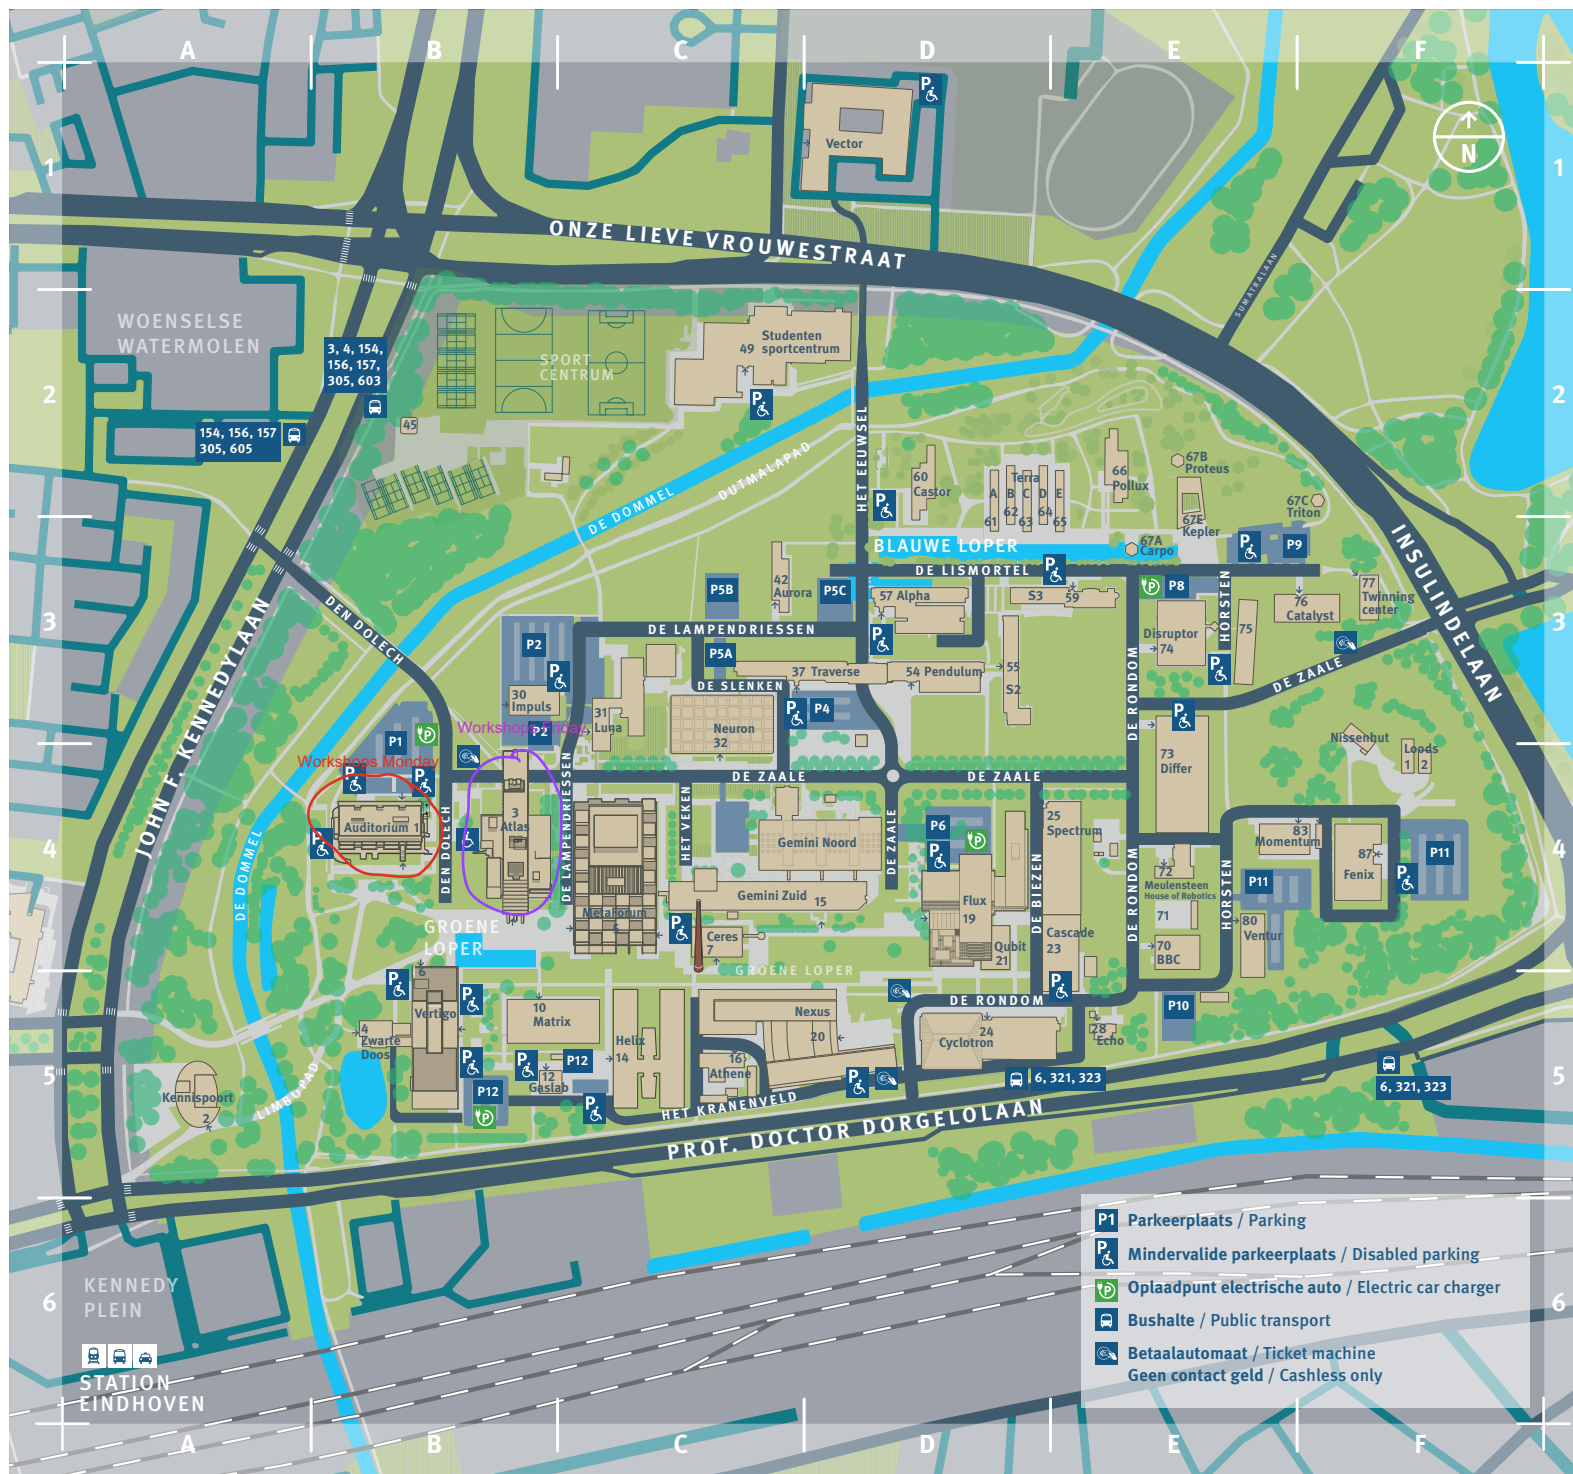 A B C D E F
1
Vector
P
N
1
ONZE LIEVE VROUWESTRAAT
SUMATRALAAN
WOENSELSE
WATERMOLEN
3, 4, 154,
156, 157,
305, 603
SPORT
CENTRUM
Studenten
49 sportcentrum
P
2
2
45
154, 156, 157
305, 605
HET EEUWSEL
DUTMALAPAD
DE DOMMEL
60
Castor
Terra
A B C D E
61 62 63 64 65
66
Pollux
67B
Proteus
67C
Triton
67E
Kepler
P
67A
Carpo
BLAUWE LOPER
P
P9
INSULINDELAAN
DE LISMORTEL
P
DEN DOLECH
JOHN F. KENNEDYLAAN
P5B
42
Aurora
P5C
57 Alpha
S3 59
P
P8
HORSTEN
76
Catalyst
77
Twinning
center
3
3
P2
DE LAMPENDRIESSEN
P
P5A
37 Traverse
54 Pendulum
55
S2
DE RONDOM
Disruptor
74
75
P
DE ZAALE
P
30
Impuls
DE SLENKEN
31
Luna
P
P4
Neuron
32
P
P1
P
P2
Workshops Friday
Workshops Monday
73
Differ
Nissenhut
Loods
1 2
P
P
DE ZAALE
DE ZAALE
Auditorium 1
3
Atlas
DEN DOLECH
DE LAMPENDRIESSEN
HET VEKEN
Gemini Noord
DE ZAALE
P6
P
P
25
Spectrum
DE BIEZEN
83
Momentum
87
Fenix
P11
P
4
4
P
DE DOMMEL
Gemini Zuid 15
Flux
19
DE RONDOM
72
Meulensteen
House of Robotics
HORSTEN
P11
MetaForum
5
GROENE
LOPER
P
Ceres
7
GROENE LOPER
Qubit
21
Cascade
23
71
70
BBC
80
Ventur
6
P
P
Vertigo
4
Zwarte
Doos
10
Matrix
Helix
14
Nexus
20
DE RONDOM
P
24
Cyclotron
28
Echo
P10
P
P
P12
12
Gaslab
16
Athene
P
6, 321, 323
6, 321, 323
5
5
Kennispoort
2
LIMBOPAD
P12
P
P
HET KRANENVELD
PROF. DOCTOR DORGELOLAAN
KENNEDY
PLEIN
6
6
STATION
EINDHOVEN
P1 Parkeerplaats / Parking
P Mindervalide parkeerplaats / Disabled parking
P Oplaadpunt electrische auto / Electric car charger
Bushalte / Public transport
Betaalautomaat / Ticket machine
Geen contact geld / Cashless only
A B C D E F